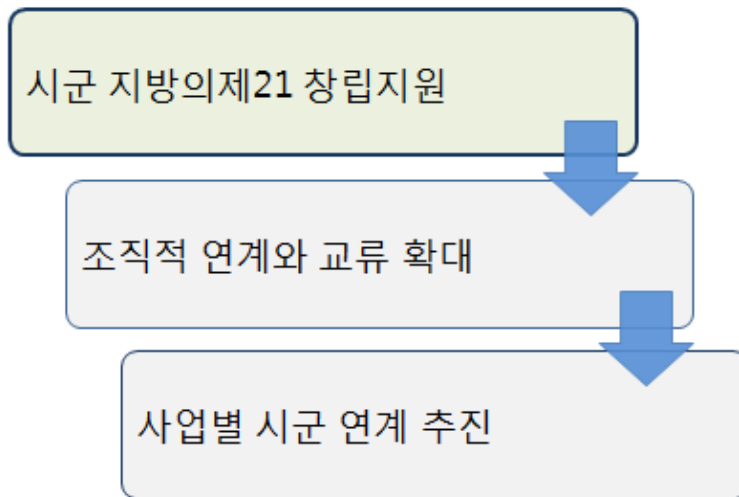 시군 지방의제21 창립지원
조직적 연계와 교류 확대
사업별 시군 연계 추진